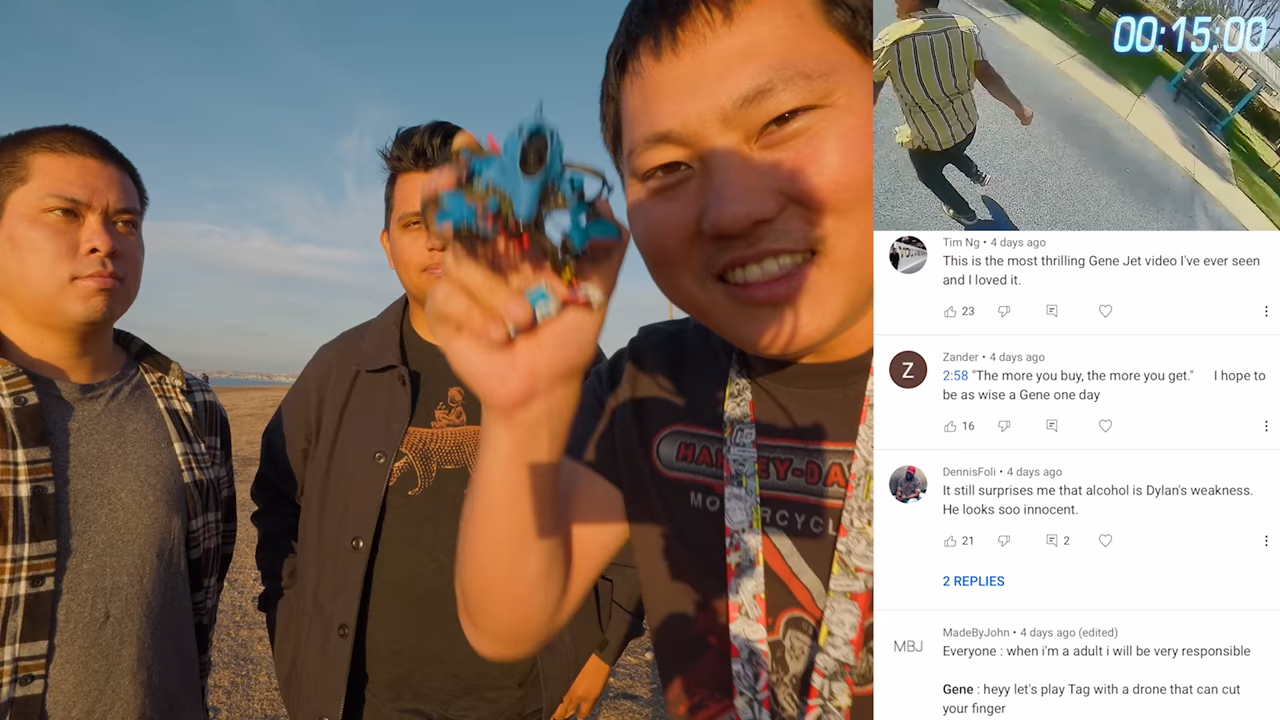 00:15:00
HARLEY-DA
MOTORCYCL
Tim Ng • 4 days ago
This is the most thrilling Gene Jet video I've ever seen
and I loved it.
23
Z
Zander • 4 days ago
2:58 "The more you buy, the more you get." I hope to
be as wise a Gene one day
16
DennisFoli • 4 days ago
It still surprises me that alcohol is Dylan's weakness.
He looks soo innocent.
21 2
2 REPLIES
MBJ
MadeByJohn • 4 days ago (edited)
Everyone : when i'm a adult i will be very responsible
Gene : heyy let's play Tag with a drone that can cut
your finger